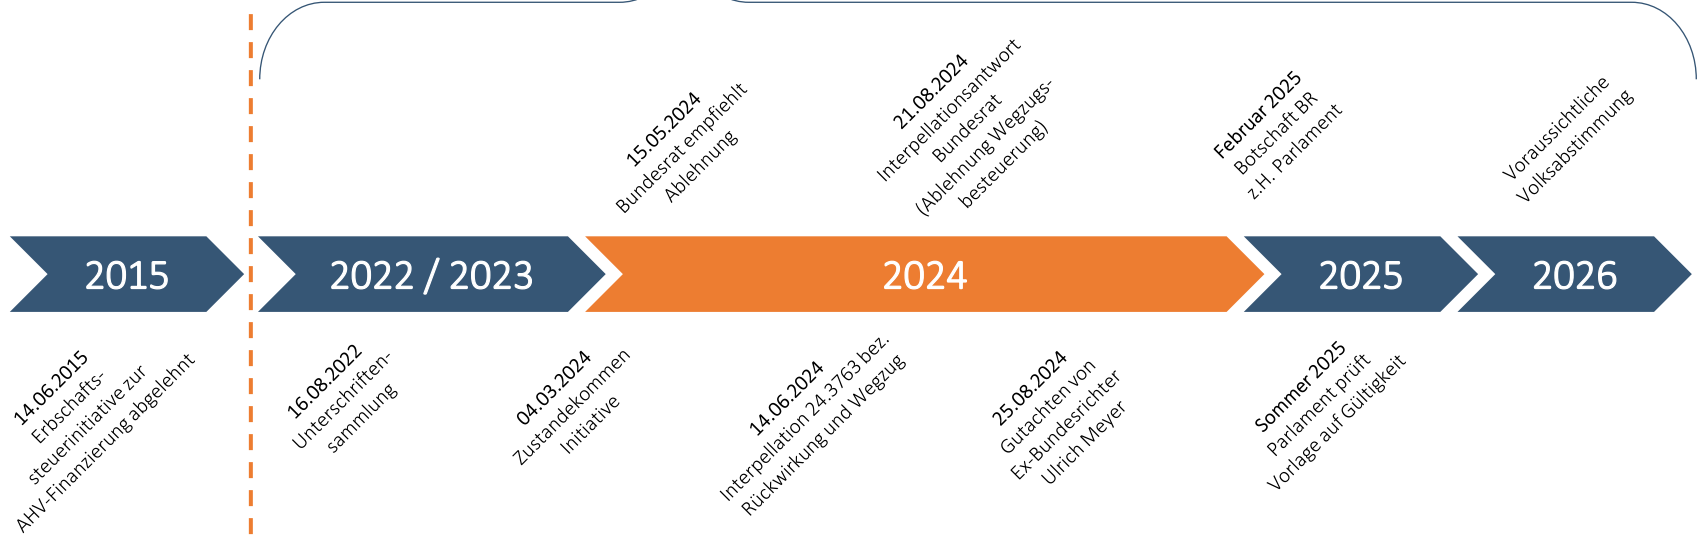 15.05.2024
Bundesrat empfiehlt
Ablehnung
21.08.2024
Interpellationsantwort
Bundesrat
(Ablehnung Wegzugs-
besteuerung)
Februar 2025
Botschaft BR
z.H. Parlament
Voraussichtliche
Volksabstimmung
2015
2022 / 2023
2024
2025
2026
14.06.2015
Erbschafts-
steuerinitiative zur
AHV-Finanzierung abgelehnt
16.08.2022
Unterschriften-
sammlung
04.03.2024
Zustandekommen
Initiative
14.06.2024
Interpellation 24.3763 bez.
Rückwirkung und Wegzug
25.08.2024
Gutachten von
Ex-Bundesrichter
Ulrich Meyer
Sommer 2025
Parlament prüft
Vorlage auf Gültigkeit